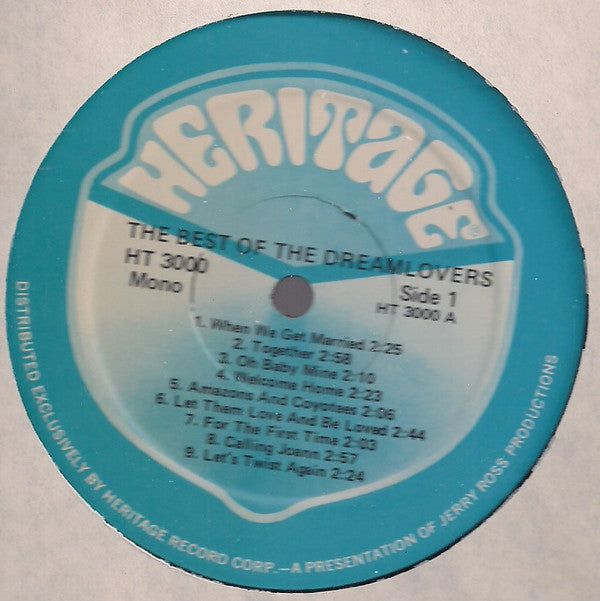 HERITAGE®
THE BEST OF THE DREAMLOVERS
HT 3000
Mono
Side 1
HT 3000 A
1. When We Get Married 2:25
2. Together 2:58
3. Oh Baby Mine 2:10
4. Welcome Home 2:23
5. Amazons And Coyotees 2:06
6. Let Them Love And Be Loved 2:44
7. For The First Time 2:03
8. Calling Joann 2:57
9. Let's Twist Again 2:24
DISTRIBUTED EXCLUSIVELY BY HERITAGE RECORD CORP.—A PRESENTATION OF JERRY ROSS PRODUCTIONS